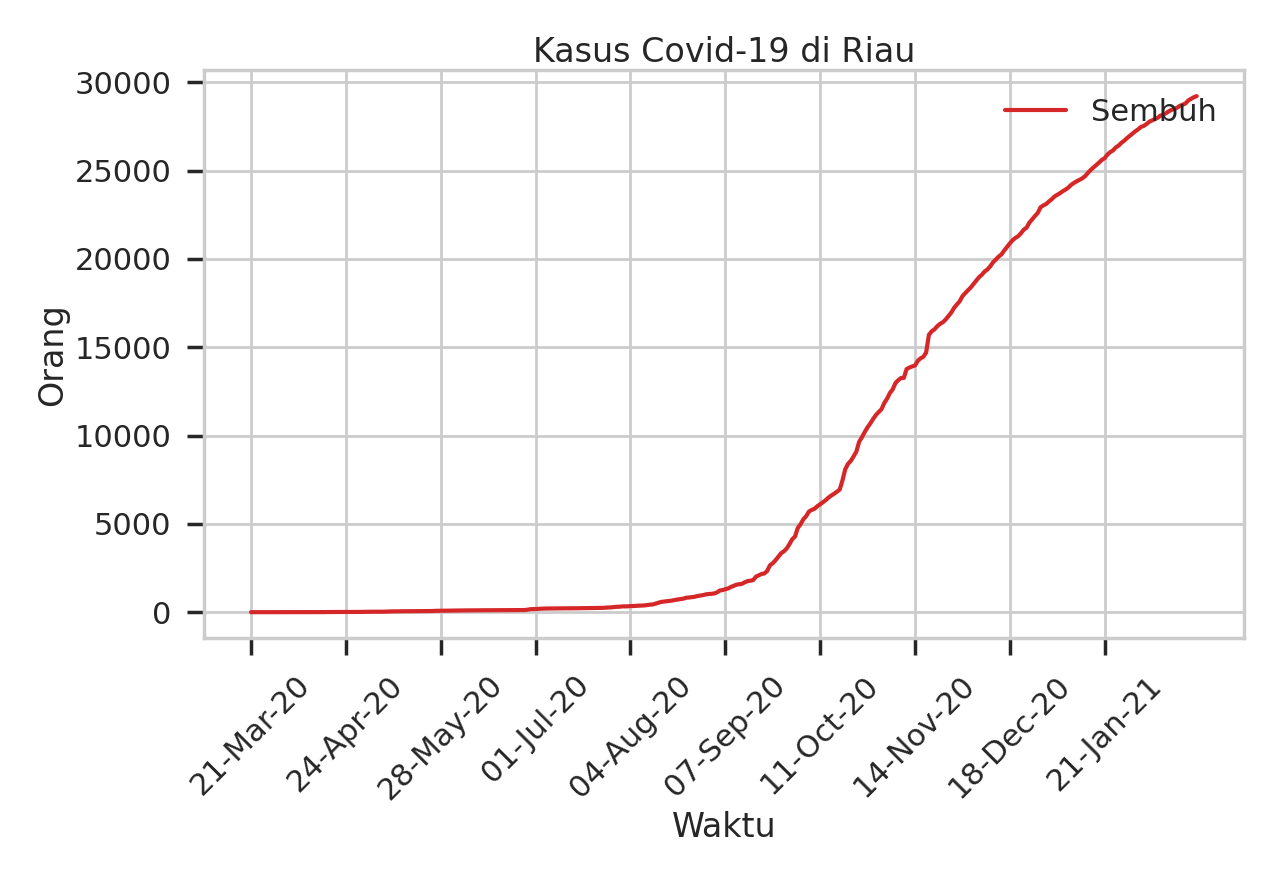 Kasus Covid-19 di Riau
Sembuh
Orang
30000
25000
20000
15000
10000
5000
0
21-Mar-20
24-Apr-20
28-May-20
01-Jul-20
04-Aug-20
07-Sep-20
11-Oct-20
14-Nov-20
18-Dec-20
21-Jan-21
Waktu